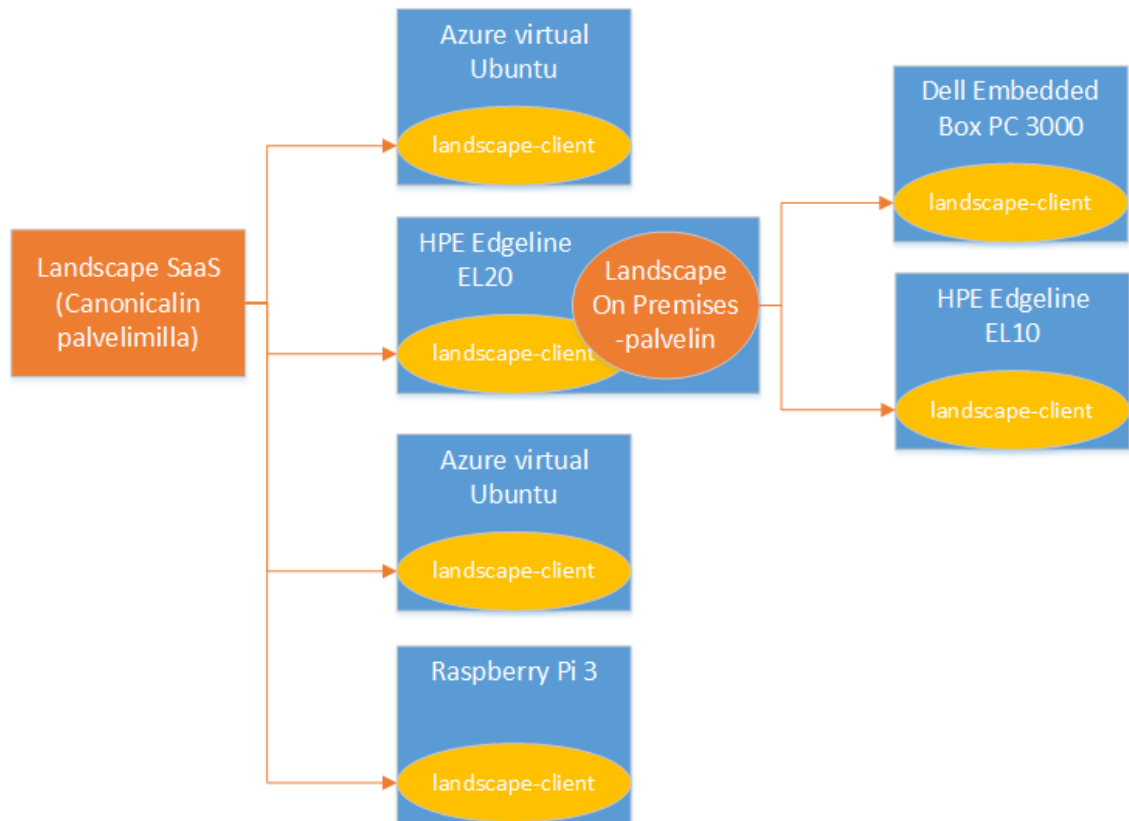 Azure virtual
Ubuntu
landscape-client
Dell Embedded
Box PC 3000
landscape-client
Landscape SaaS
(Canonicalin
palvelimilla)
HPE Edgeline
EL20
landscape-client
Landscape
On Premises
-palvelin
HPE Edgeline
EL10
landscape-client
Azure virtual
Ubuntu
landscape-client
Raspberry Pi 3
landscape-client